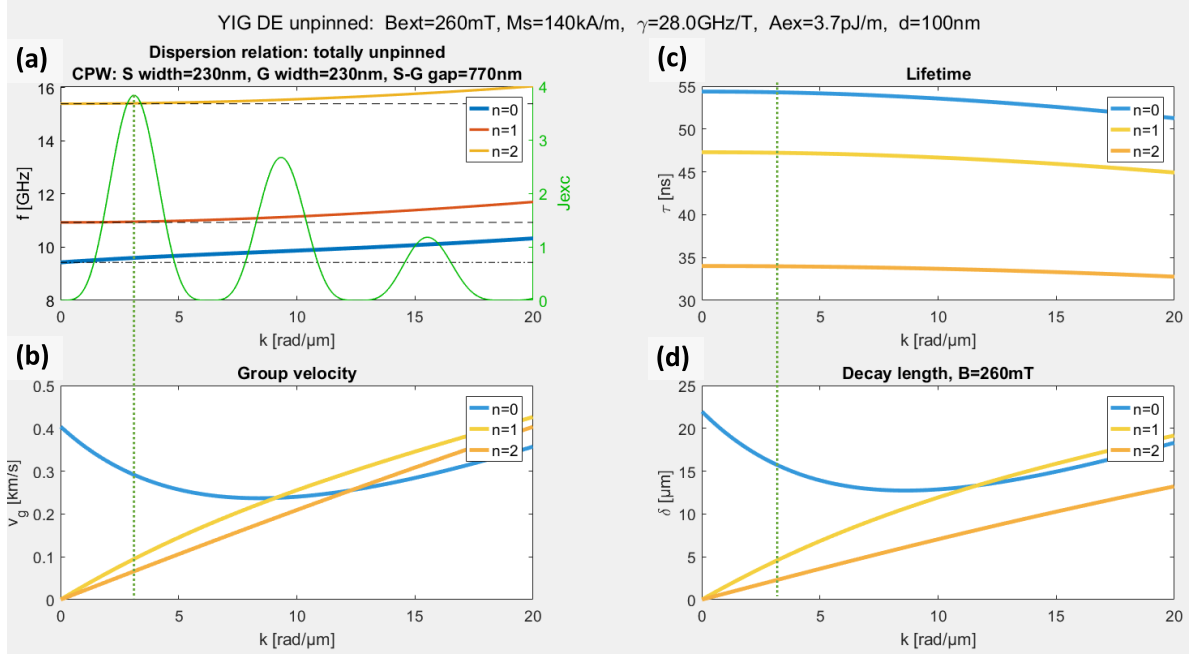 YIG DE unpinned: Bext=260mT, Ms=140kA/m, γ=28.0GHz/T, Aex=3.7pJ/m, d=100nm
(a)
Dispersion relation: totally unpinned
CPW: S width=230nm, G width=230nm, S-G gap=770nm
16
14
12
10
8
f [GHz]
n=0
n=1
n=2
4
3
2
1
0
Jexc
0
5
10
15
20
k [rad/µm]
(c)
Lifetime
55
50
45
40
35
30
τ [ns]
n=0
n=1
n=2
0
5
10
15
20
k [rad/µm]
(b)
Group velocity
0.5
0.4
0.3
0.2
0.1
0
v_g [km/s]
n=0
n=1
n=2
0
5
10
15
20
k [rad/µm]
(d)
Decay length, B=260mT
25
20
15
10
5
0
δ [µm]
n=0
n=1
n=2
0
5
10
15
20
k [rad/µm]